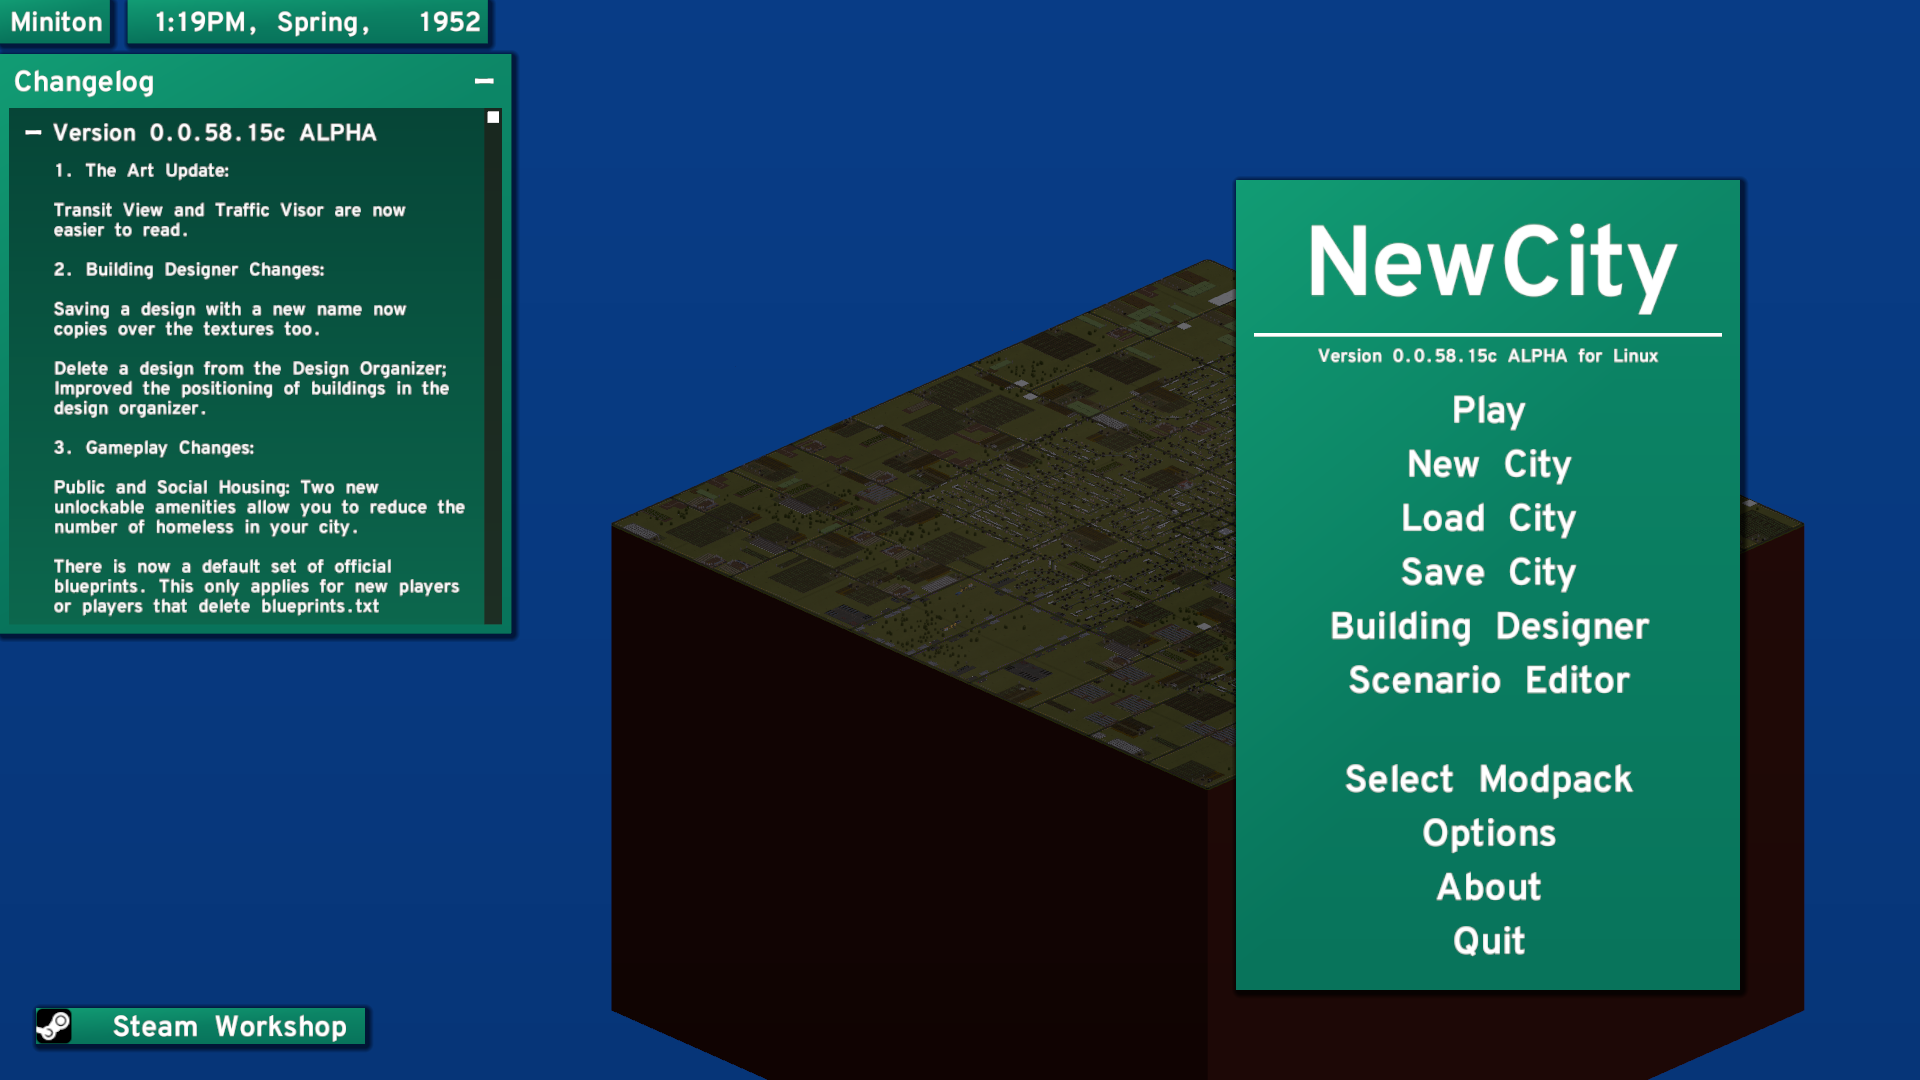 Miniton
1:19PM, Spring, 1952
Changelog
Version 0.0.58.15c ALPHA
1. The Art Update:
Transit View and Traffic Visor are now
easier to read.
2. Building Designer Changes:
Saving a design with a new name now
copies over the textures too.
Delete a design from the Design Organizer;
Improved the positioning of buildings in the
design organizer.
3. Gameplay Changes:
Public and Social Housing: Two new
unlockable amenities allow you to reduce the
number of homeless in your city.
There is now a default set of official
blueprints. This only applies for new players
or players that delete blueprints.txt
NewCity
Version 0.0.58.15c ALPHA for Linux
Play
New City
Load City
Save City
Building Designer
Scenario Editor
Select Modpack
Options
About
Quit
Steam Workshop